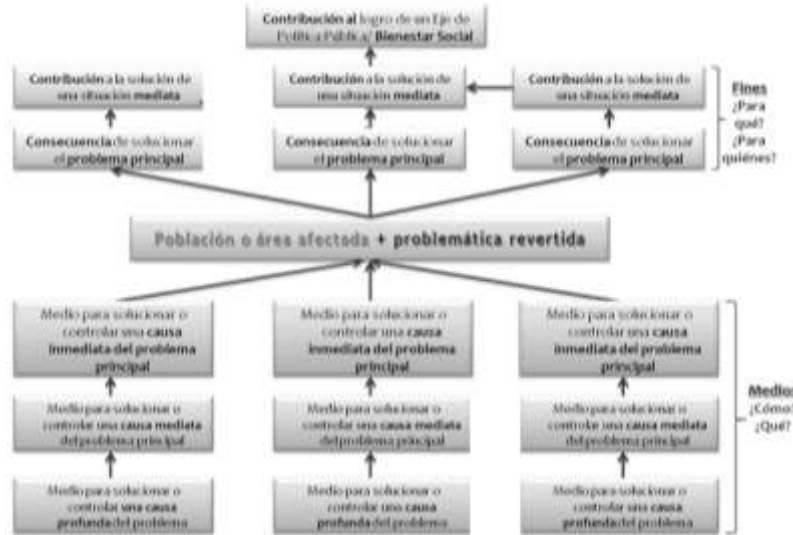 Contribución al logro de un Eje de
Política Pública/ Bienestar Social
Contribución a la solución de
una situación mediata
Contribución a la solución de
una situación mediata
Contribución a la solución de
una situación mediata
Fines
¿Para
qué?
¿Para
quiénes?
Consecuencia de solucionar
el problema principal
Consecuencia de solucionar
el problema principal
Consecuencia de solucionar
el problema principal
Población o área afectada + problemática revertida
Medio para solucionar o
controlar una causa
inmediata del problema
principal
Medio para solucionar o
controlar una causa
inmediata del problema
principal
Medio para solucionar o
controlar una causa
inmediata del problema
principal
Medios
¿Cómo?
¿Qué?
Medio para solucionar o
controlar una causa mediata
del problema principal
Medio para solucionar o
controlar una causa mediata
del problema principal
Medio para solucionar o
controlar una causa mediata
del problema principal
Medio para solucionar o
controlar una causa
profunda del problema
Medio para solucionar o
controlar una causa
profunda del problema
Medio para solucionar o
controlar una causa
profunda del problema